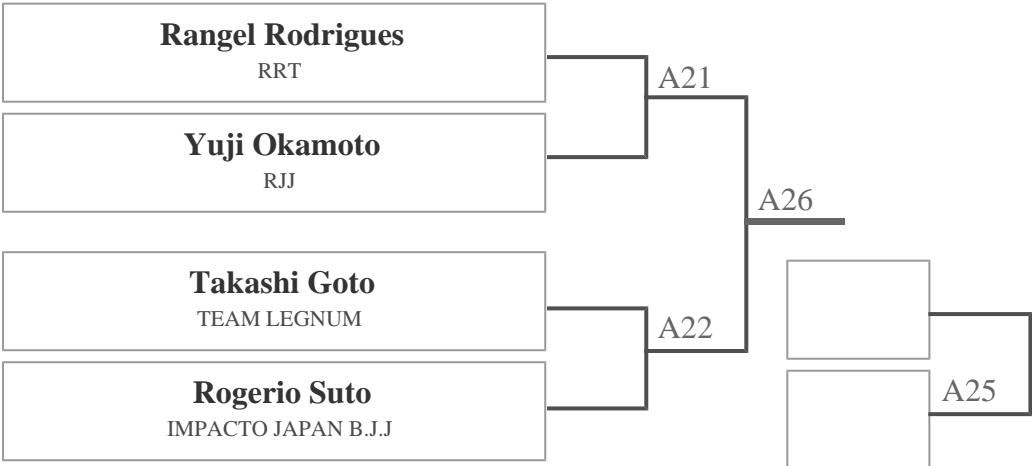 Rangel Rodrigues
RRT
A21
Yuji Okamoto
RJJ
A26
Takashi Goto
TEAM LEGNUM
A22
Rogerio Suto
IMPACTO JAPAN B.J.J
A25